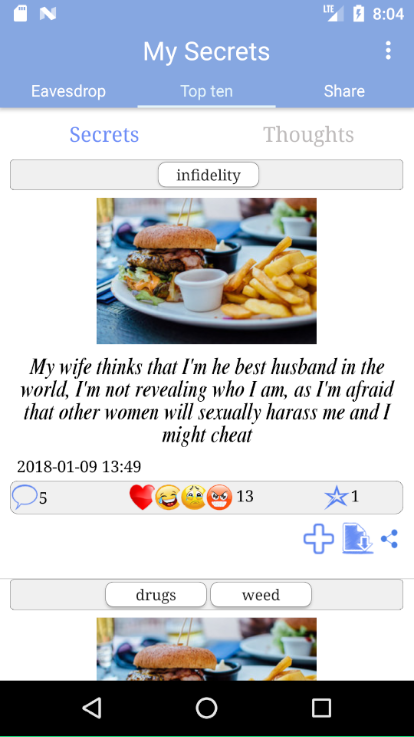 LTE 8:04
My Secrets
Eavesdrop Top ten Share
Secrets Thoughts
infidelity
My wife thinks that I'm he best husband in the
world, I'm not revealing who I am, as I'm afraid
that other women will sexually harass me and I
might cheat
2018-01-09 13:49
5 13 1
drugs weed